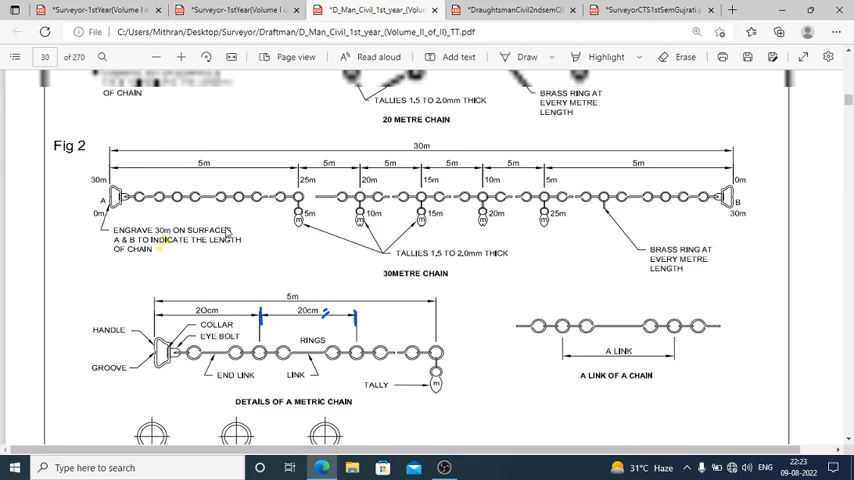 Surveyor-1stYear(Volume I of
Surveyor-1stYear(Volume I of
*D_Man_Civil_1st_year_(Volume_
DraughtsmanCivil2ndsem
*SurveyorCTS1stSemGujrati.p
File
C:/Users/Mithran/Desktop/Surveyor/Draftman/D_Man_Civil_1st_year_(Volume_II_of_II)_TT.pdf
30 of 270
Page view
Read aloud
Add text
Draw
Highlight
Erase
OF CHAIN
TALLIES 1.5 TO 2.0mm THICK
BRASS RING AT
EVERY METRE
LENGTH
20 METRE CHAIN
Fig 2
30m
5m 5m 5m 5m 5m 5m
30m 25m 20m 15m 10m 5m 0m
A B
0m 5m 10m 15m 20m 25m 30m
m m m m m
ENGRAVE 30m ON SURFACES
A & B TO INDICATE THE LENGTH
OF CHAIN
TALLIES 1,5 TO 2,0mm THICK
BRASS RING AT
EVERY METRE
LENGTH
30METRE CHAIN
5m
20cm 20cm
HANDLE
COLLAR
EYE BOLT
RINGS
GROOVE
END LINK
LINK
TALLY
m
DETAILS OF A METRIC CHAIN
A LINK
A LINK OF A CHAIN
Type here to search
31°C Haze
ENG
22:23
09-08-2022